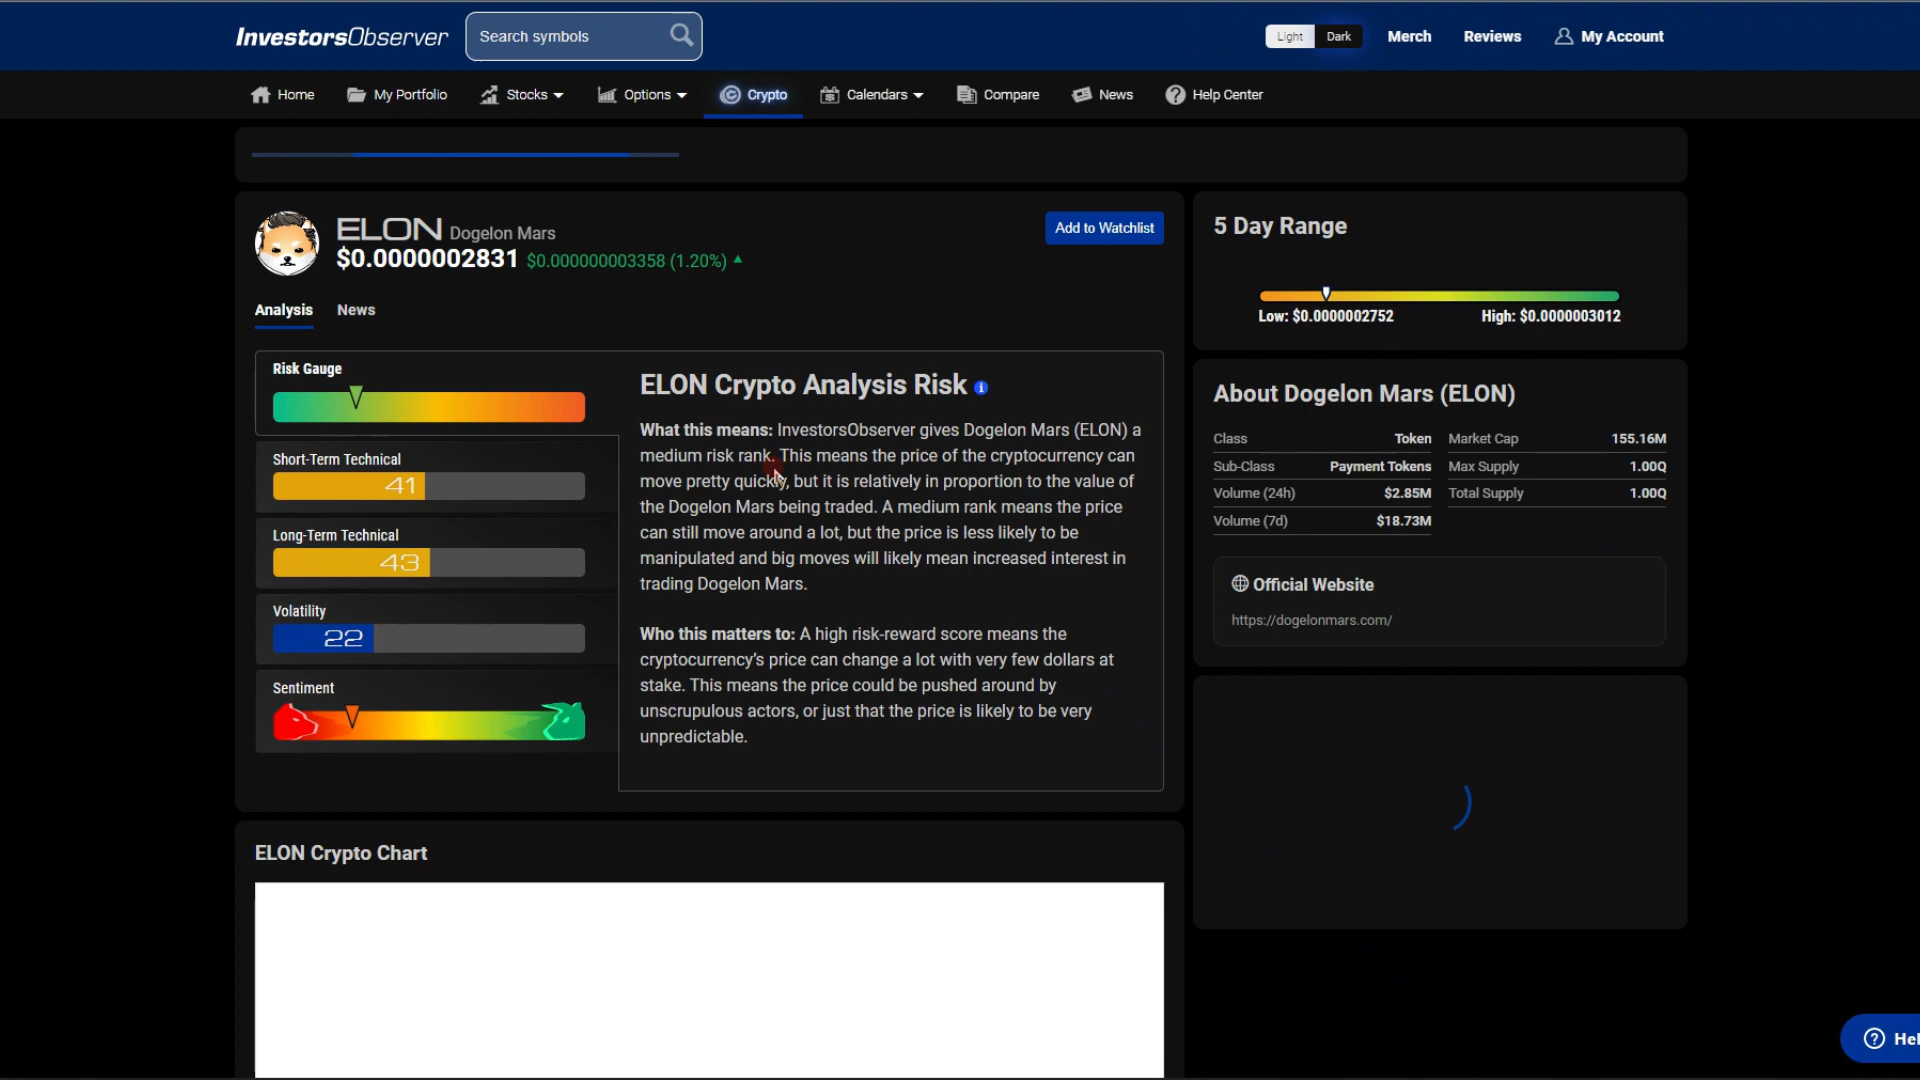 InvestorsObserver
Search symbols
Light
Dark
Merch
Reviews
My Account
Home
My Portfolio
Stocks
Options
Crypto
Calendars
Compare
News
Help Center
ELON Dogelon Mars
$0.0000002831 $0.000000003358 (1.20%)
Add to Watchlist
Analysis
News
Risk Gauge
Short-Term Technical
41
Long-Term Technical
43
Volatility
22
Sentiment
ELON Crypto Analysis Risk
What this means: InvestorsObserver gives Dogelon Mars (ELON) a
medium risk rank. This means the price of the cryptocurrency can
move pretty quickly, but it is relatively in proportion to the value of
the Dogelon Mars being traded. A medium rank means the price
can still move around a lot, but the price is less likely to be
manipulated and big moves will likely mean increased interest in
trading Dogelon Mars.
Who this matters to: A high risk-reward score means the
cryptocurrency's price can change a lot with very few dollars at
stake. This means the price could be pushed around by
unscrupulous actors, or just that the price is likely to be very
unpredictable.
ELON Crypto Chart
5 Day Range
Low: $0.0000002752
High: $0.0000003012
About Dogelon Mars (ELON)
Class Token
Sub-Class Payment Tokens
Volume (24h) $2.85M
Volume (7d) $18.73M
Market Cap 155.16M
Max Supply 1.00Q
Total Supply 1.00Q
Official Website
https://dogelonmars.com/
Hel